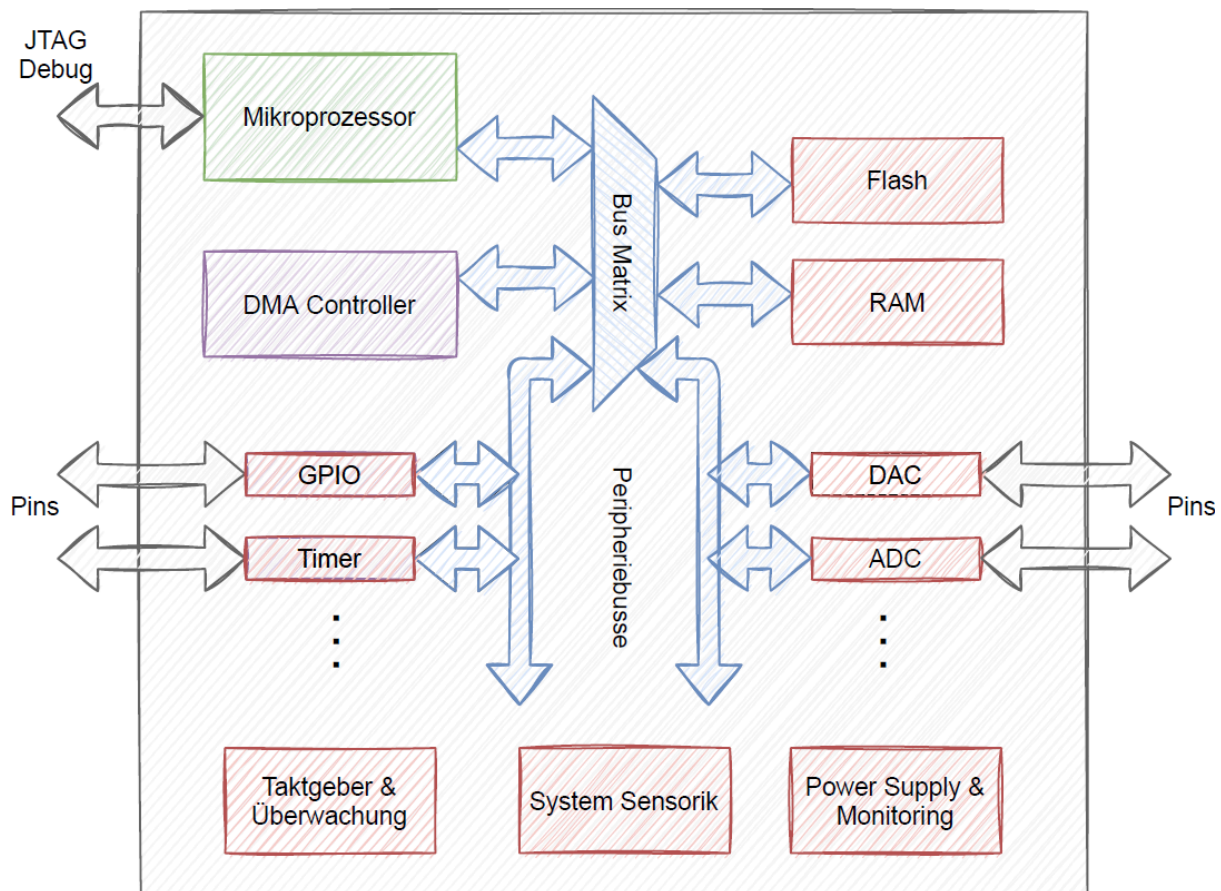 JTAG
Debug
Mikroprozessor
Flash
Bus Matrix
DMA Controller
RAM
GPIO
DAC
Pins
Pins
Peripheriebusse
Timer
ADC
Taktgeber &
Überwachung
System Sensorik
Power Supply &
Monitoring